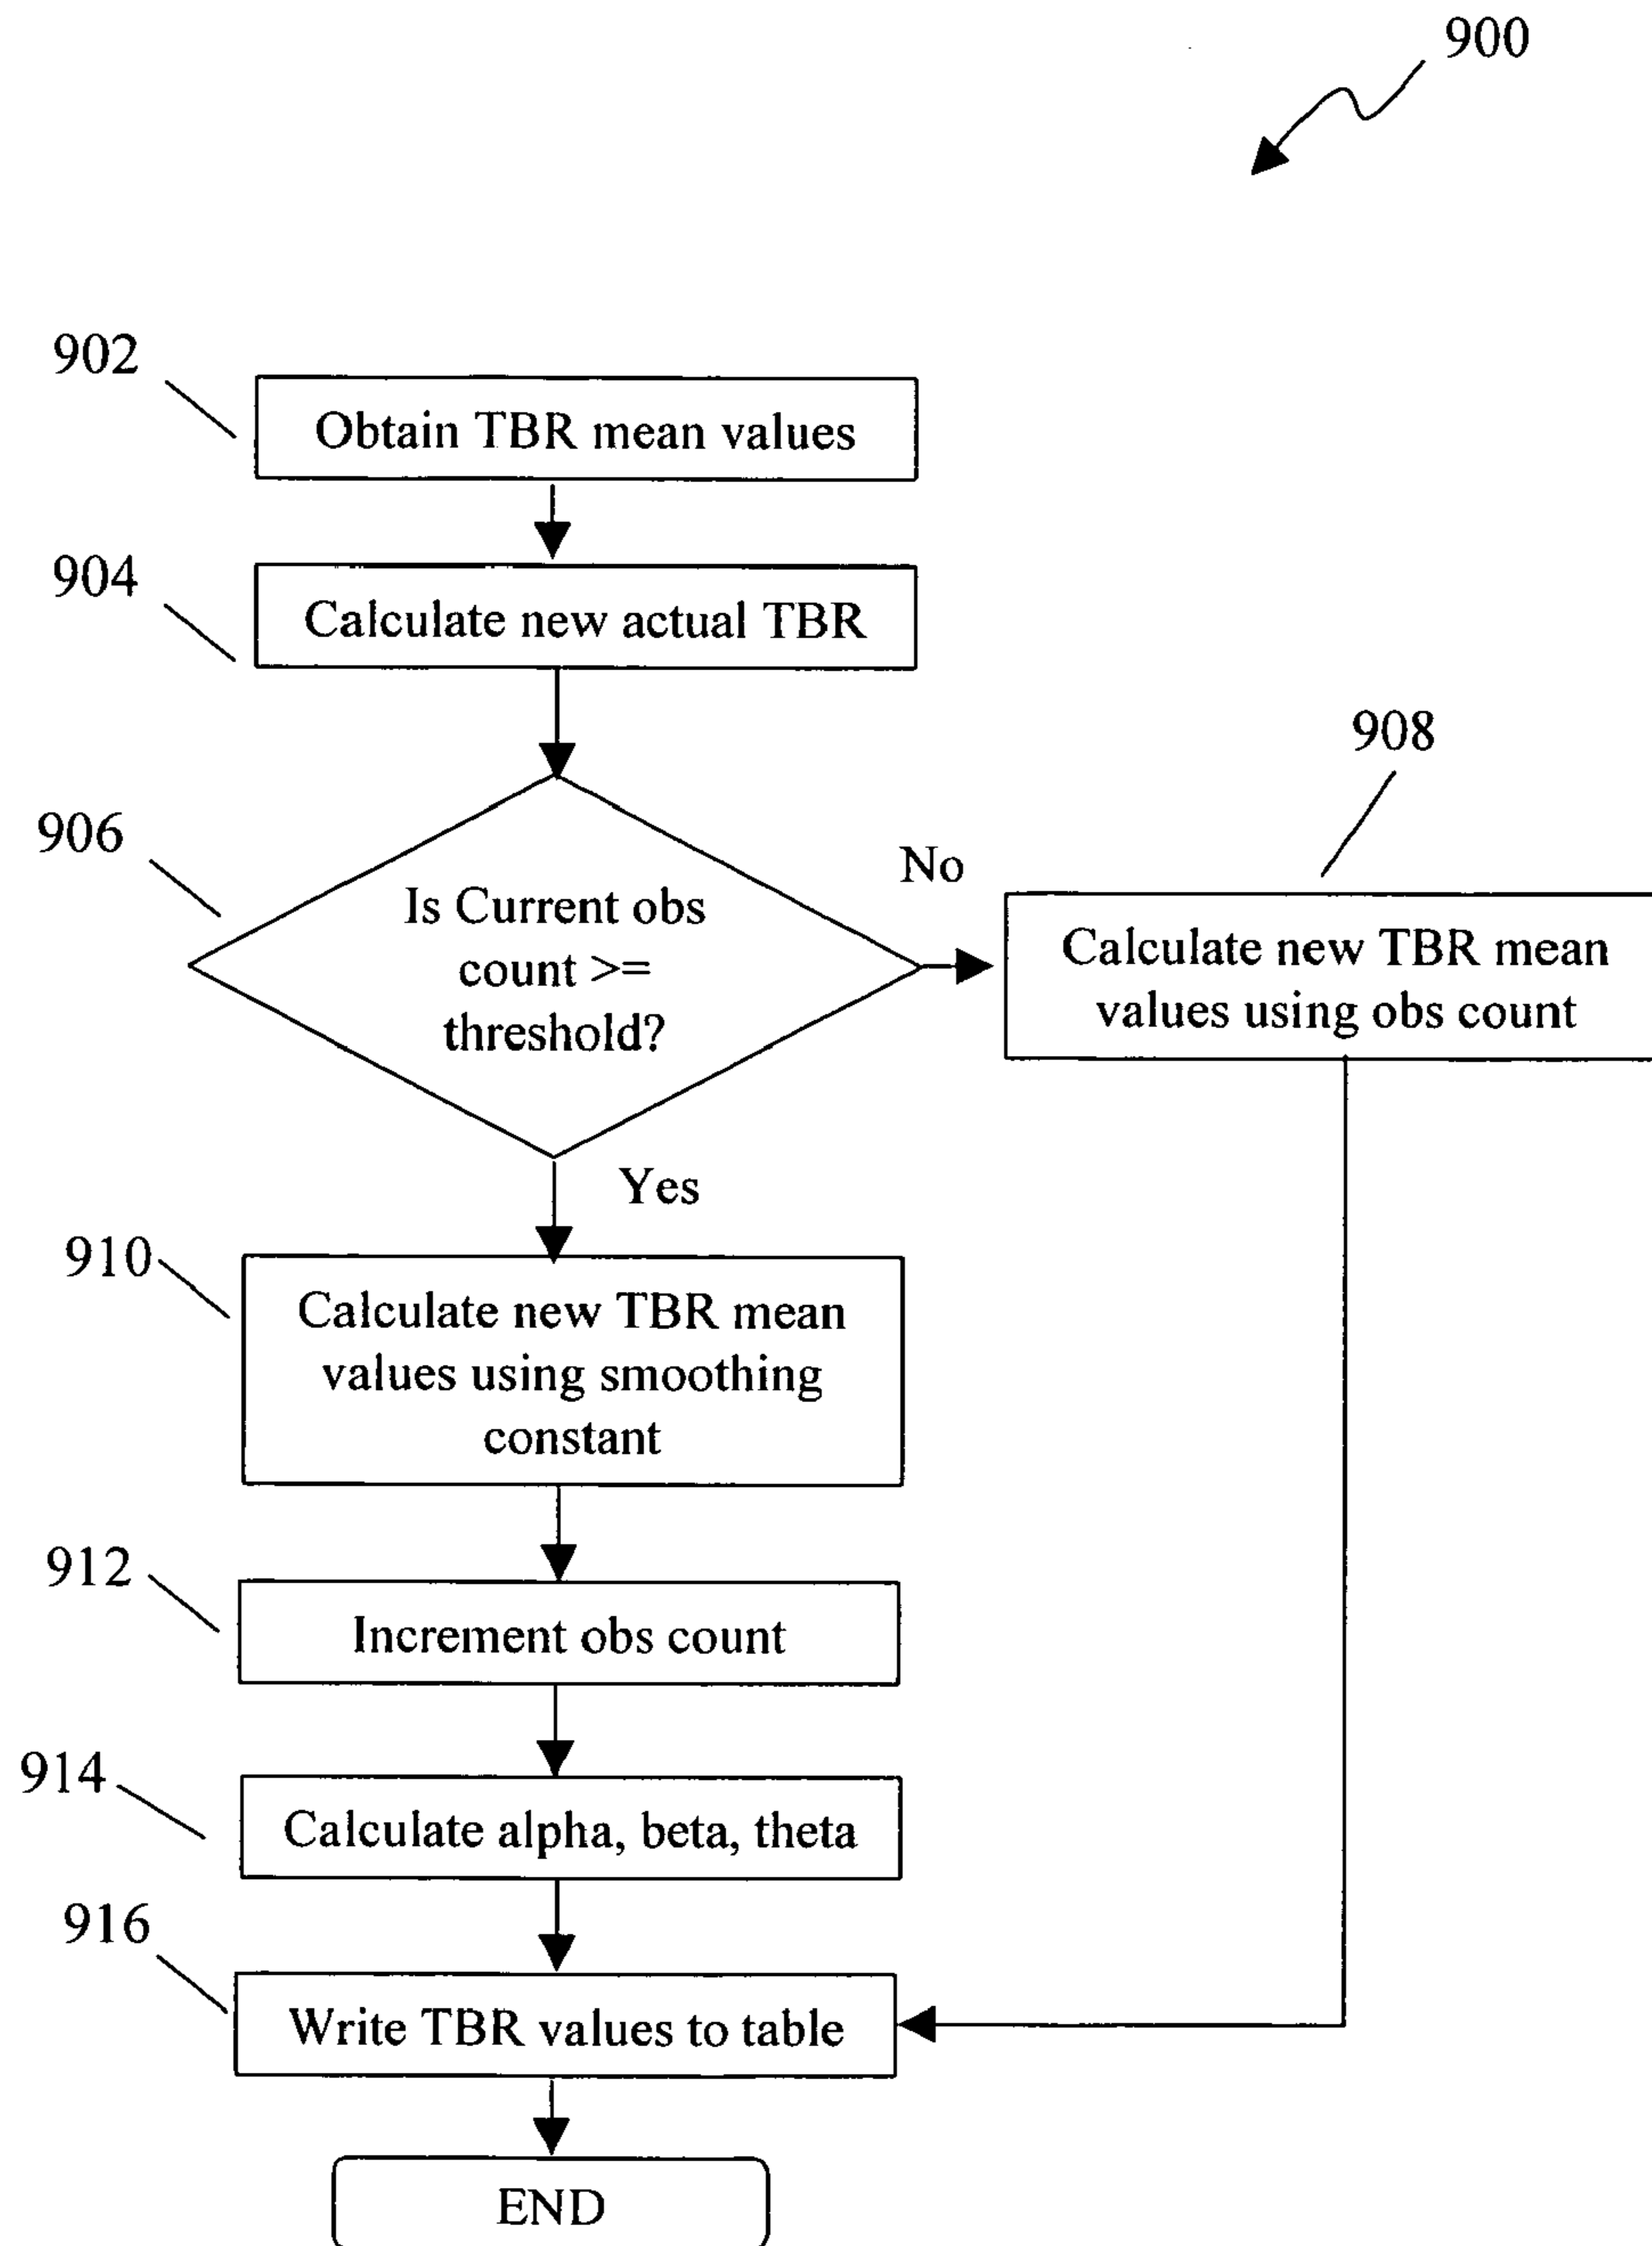 900
902
Obtain TBR mean values
904
Calculate new actual TBR
906
Is Current obs
count >=
threshold?
No
908
Calculate new TBR mean
values using obs count
Yes
910
Calculate new TBR mean
values using smoothing
constant
912
Increment obs count
914
Calculate alpha, beta, theta
916
Write TBR values to table
END